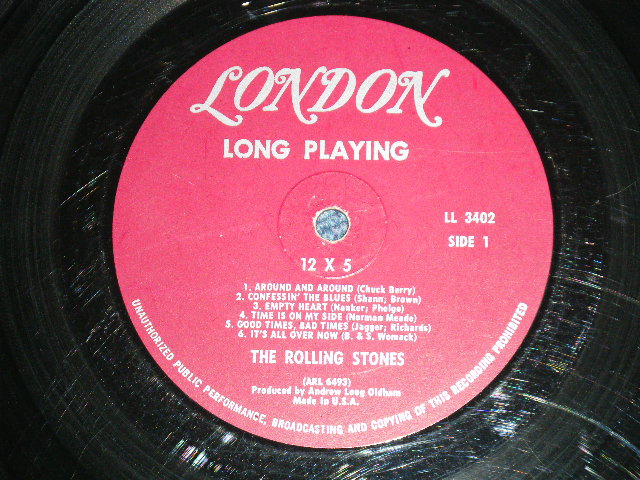 LONDON
LONG PLAYING
LL 3402
SIDE 1
12 X 5
1. AROUND AND AROUND (Chuck Berry)
2. CONFESSIN' THE BLUES (Shann; Brown)
3. EMPTY HEART (Nanker; Phelge)
4. TIME IS ON MY SIDE (Norman Meade)
5. GOOD TIMES, BAD TIMES (Jagger; Richards)
6. IT'S ALL OVER NOW (B. & S. Womack)
THE ROLLING STONES
(ARL 6493)
Produced by Andrew Loog Oldham
Made in U.S.A.
UNAUTHORIZED PUBLIC PERFORMANCE, BROADCASTING AND COPYING OF THIS RECORDING PROHIBITED